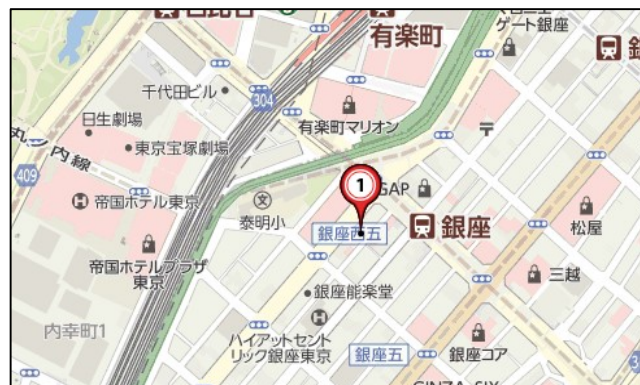 有楽町
ゲート銀座
千代田ビル
304
有楽町マリオン
日生劇場
東京宝塚劇場
丸ノ内線
409
帝国ホテル東京
帝国ホテルプラザ
東京
泰明小
1
GAP
銀座西五
銀座
松屋
三越
銀座能楽堂
ハイアットセント
リック銀座東京
銀座五
銀座コア
内幸町1
GINZA SIX